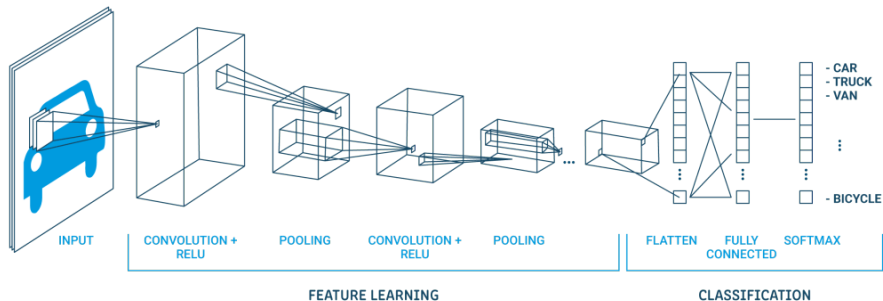 - CAR
- TRUCK
- VAN
- BICYCLE
INPUT
CONVOLUTION + RELU
POOLING
CONVOLUTION + RELU
POOLING
FLATTEN
FULLY CONNECTED
SOFTMAX
FEATURE LEARNING
CLASSIFICATION